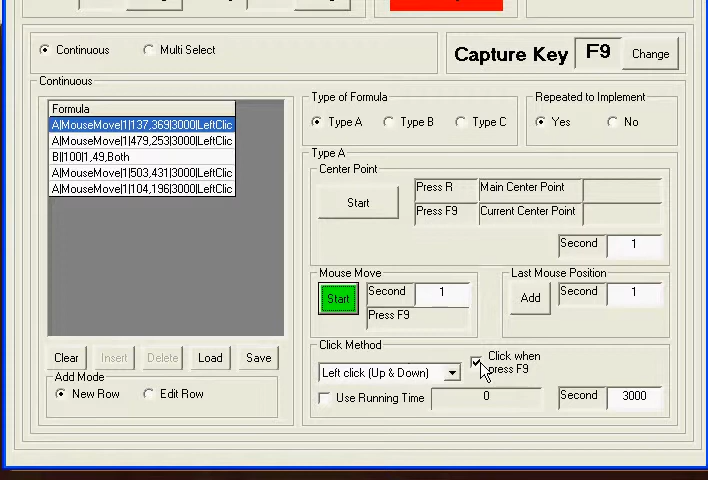 Continuous
Multi Select
Capture Key
F9
Change
Continuous
Formula
A|MouseMove|1|137,369|3000|LeftClic
A|MouseMove|1|479,253|3000|LeftClic
B||100|1,49,Both
A|MouseMove|1|503,431|3000|LeftClic
A|MouseMove|1|104,196|3000|LeftClic
Clear
Insert
Delete
Load
Save
Add Mode
New Row
Edit Row
Type of Formula
Type A
Type B
Type C
Repeated to Implement
Yes
No
Type A
Center Point
Start
Press R
Main Center Point
Press F9
Current Center Point
Second
1
Mouse Move
Start
Second
1
Press F9
Last Mouse Position
Add
Second
1
Click Method
Left click (Up & Down)
Click when
press F9
Use Running Time
0
Second
3000